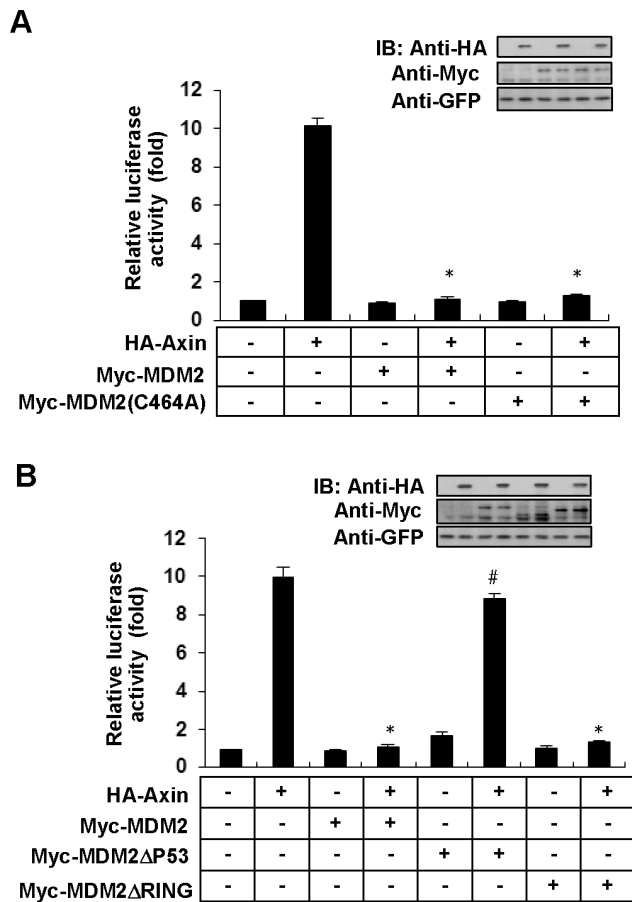 A
IB: Anti-HA
Anti-Myc
Anti-GFP
Relative luciferase
activity (fold)
12
10
8
6
4
2
0
* *
HA-Axin - + - + - +
Myc-MDM2 - - + + - -
Myc-MDM2(C464A) - - - - + +
B
IB: Anti-HA
Anti-Myc
Anti-GFP
Relative luciferase
activity (fold)
12
10
8
6
4
2
0
* # *
HA-Axin - + - + - + - +
Myc-MDM2 - - + + - - - -
Myc-MDM2ΔP53 - - - - + + - -
Myc-MDM2ΔRING - - - - - - + +